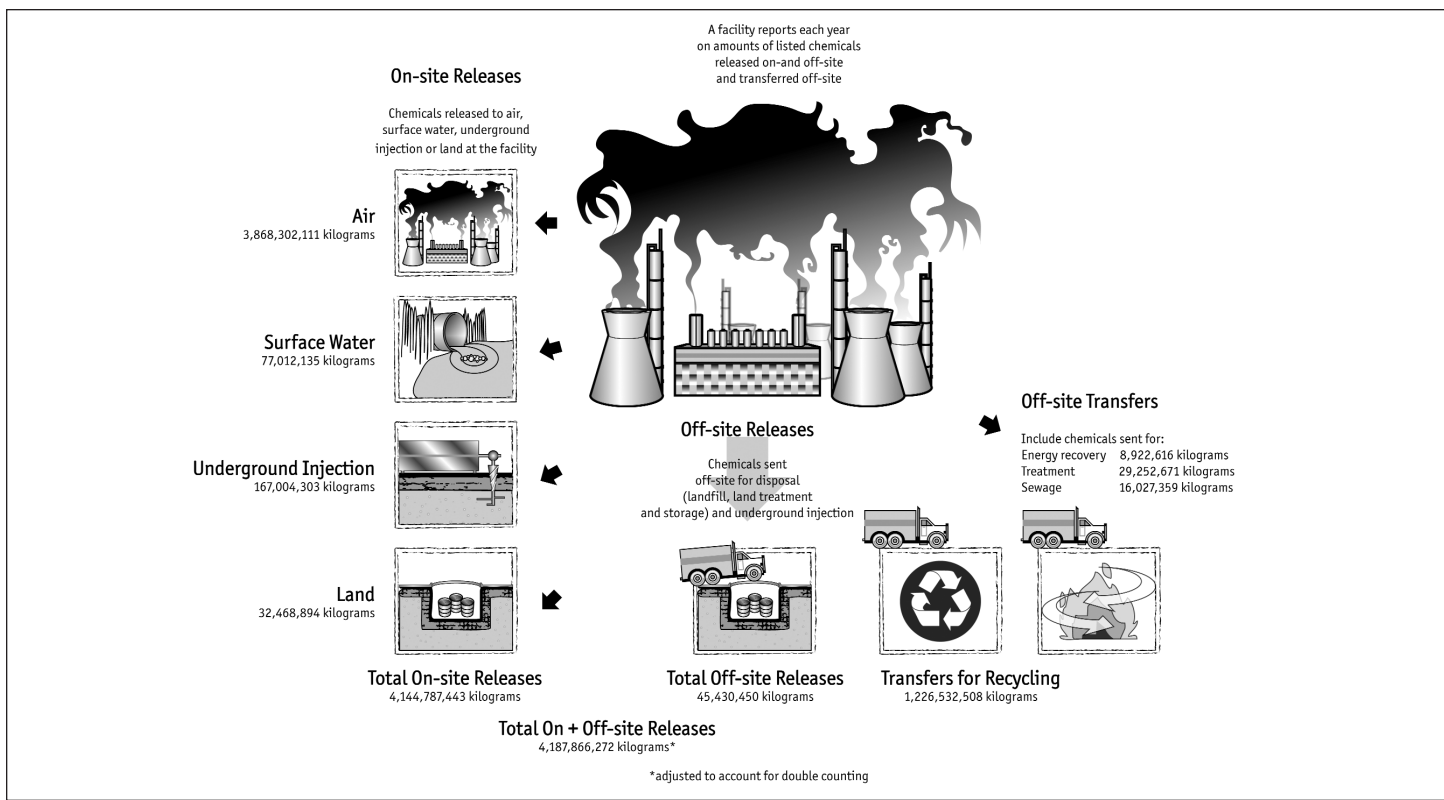 A facility reports each year
on amounts of listed chemicals
released on-and off-site
and transferred off-site
On-site Releases
Chemicals released to air,
surface water, underground
injection or land at the facility
Air
3,868,302,111 kilograms
Surface Water
77,012,135 kilograms
Underground Injection
167,004,303 kilograms
Land
32,468,894 kilograms
Total On-site Releases
4,144,787,443 kilograms
Off-site Releases
Chemicals sent
off-site for disposal
(landfill, land treatment
and storage) and underground injection
Total Off-site Releases
45,430,450 kilograms
Off-site Transfers
Include chemicals sent for:
Energy recovery 8,922,616 kilograms
Treatment 29,252,671 kilograms
Sewage 16,027,359 kilograms
Transfers for Recycling
1,226,532,508 kilograms
Total On + Off-site Releases
4,187,866,272 kilograms*
*adjusted to account for double counting